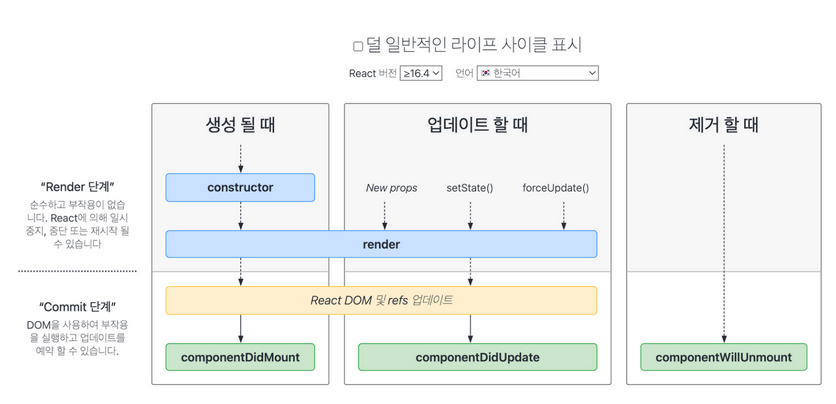 덜 일반적인 라이프 사이클 표시
React 버전 ≥16.4 언어 한국어
생성 될 때
업데이트 할 때
제거 할 때
"Render 단계"
순수하고 부작용이 없습
니다. React에 의해 일시
중지, 중단 또는 재시작 될
수 있습니다
constructor
New props
setState()
forceUpdate()
render
"Commit 단계"
DOM을 사용하여 부작용
을 실행하고 업데이트를
예약 할 수 있습니다.
React DOM 및 refs 업데이트
componentDidMount
componentDidUpdate
componentWillUnmount